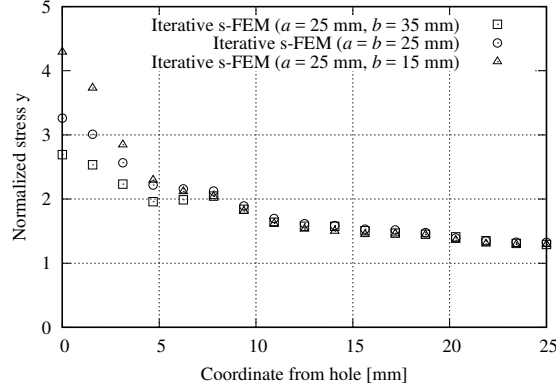 Iterative s-FEM (a = 25 mm, b = 35 mm)
Iterative s-FEM (a = b = 25 mm)
Iterative s-FEM (a = 25 mm, b = 15 mm)
Normalized stress y
5
4
3
2
1
0
0 5 10 15 20 25
Coordinate from hole [mm]